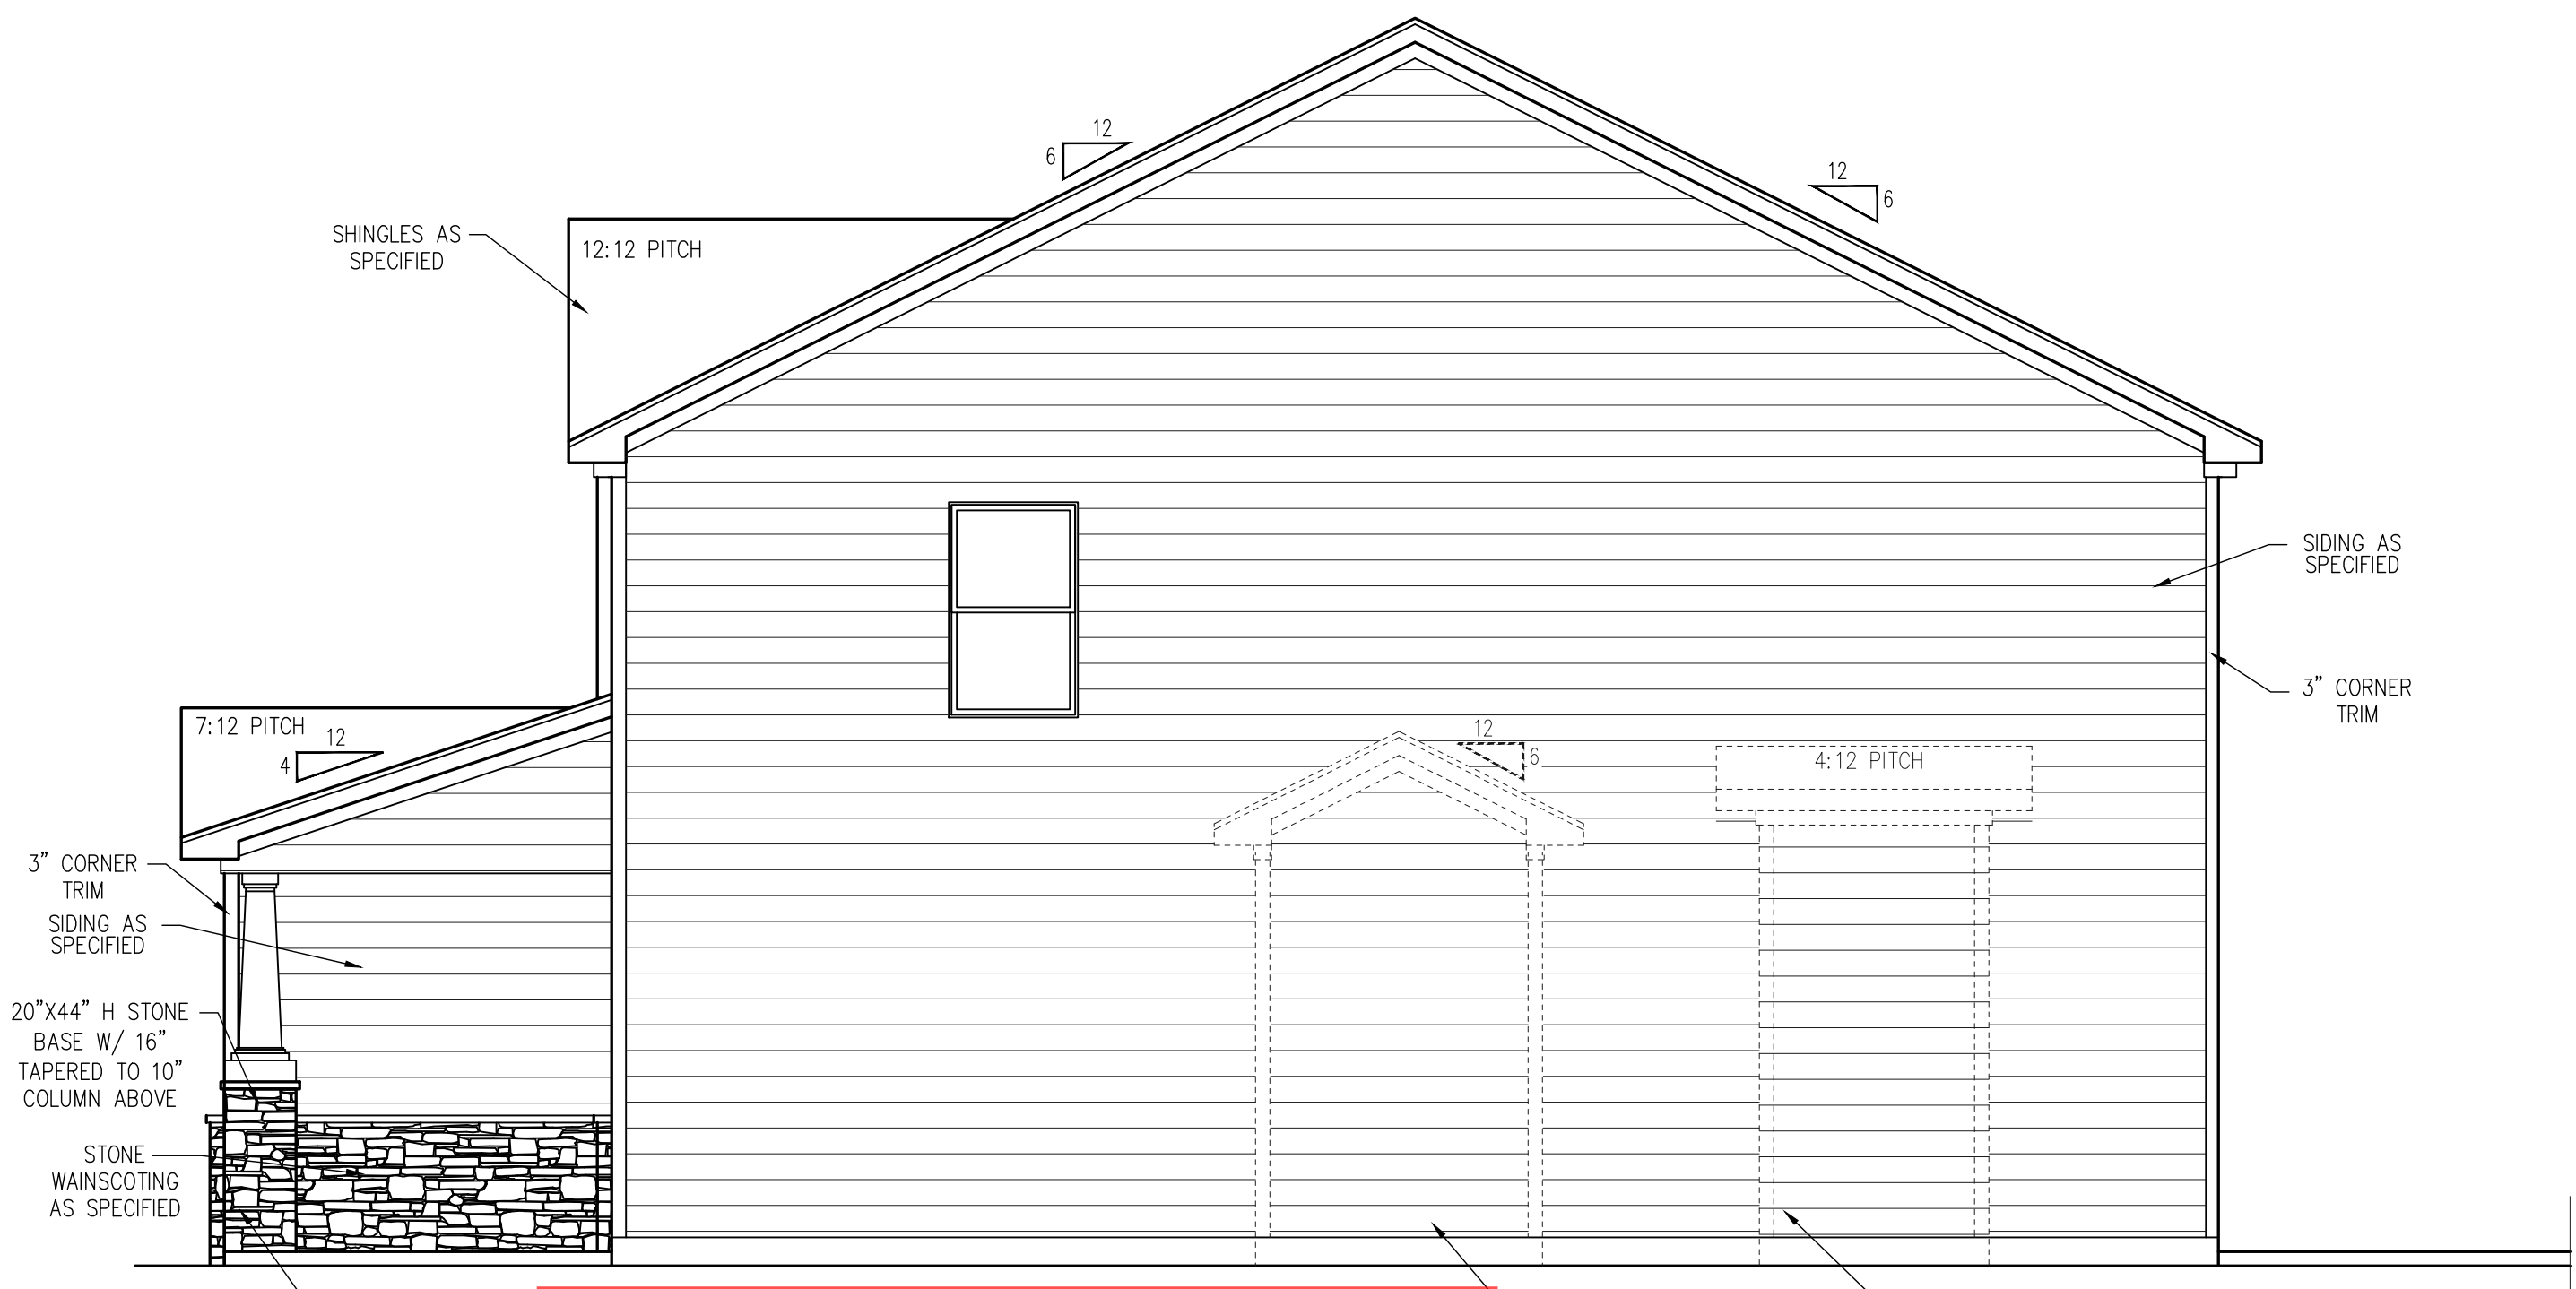 12
6
12
6
SHINGLES AS
SPECIFIED
12:12 PITCH
SIDING AS
SPECIFIED
3" CORNER
TRIM
7:12 PITCH
12
4
12
6
4:12 PITCH
3" CORNER
TRIM
SIDING AS
SPECIFIED
20"X44" H STONE
BASE W/ 16"
TAPERED TO 10"
COLUMN ABOVE
STONE
WAINSCOTING
AS SPECIFIED